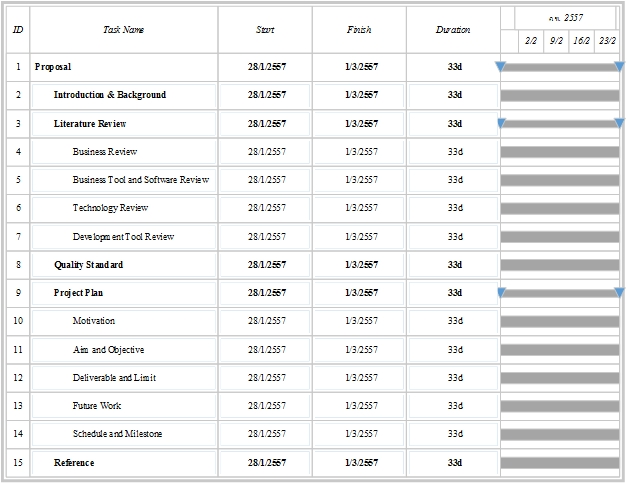 ID Task Name Start Finish Duration ก.พ. 2557
2/2 9/2 16/2 23/2
1 Proposal 28/1/2557 1/3/2557 33d
2 Introduction & Background 28/1/2557 1/3/2557 33d
3 Literature Review 28/1/2557 1/3/2557 33d
4 Business Review 28/1/2557 1/3/2557 33d
5 Business Tool and Software Review 28/1/2557 1/3/2557 33d
6 Technology Review 28/1/2557 1/3/2557 33d
7 Development Tool Review 28/1/2557 1/3/2557 33d
8 Quality Standard 28/1/2557 1/3/2557 33d
9 Project Plan 28/1/2557 1/3/2557 33d
10 Motivation 28/1/2557 1/3/2557 33d
11 Aim and Objective 28/1/2557 1/3/2557 33d
12 Deliverable and Limit 28/1/2557 1/3/2557 33d
13 Future Work 28/1/2557 1/3/2557 33d
14 Schedule and Milestone 28/1/2557 1/3/2557 33d
15 Reference 28/1/2557 1/3/2557 33d